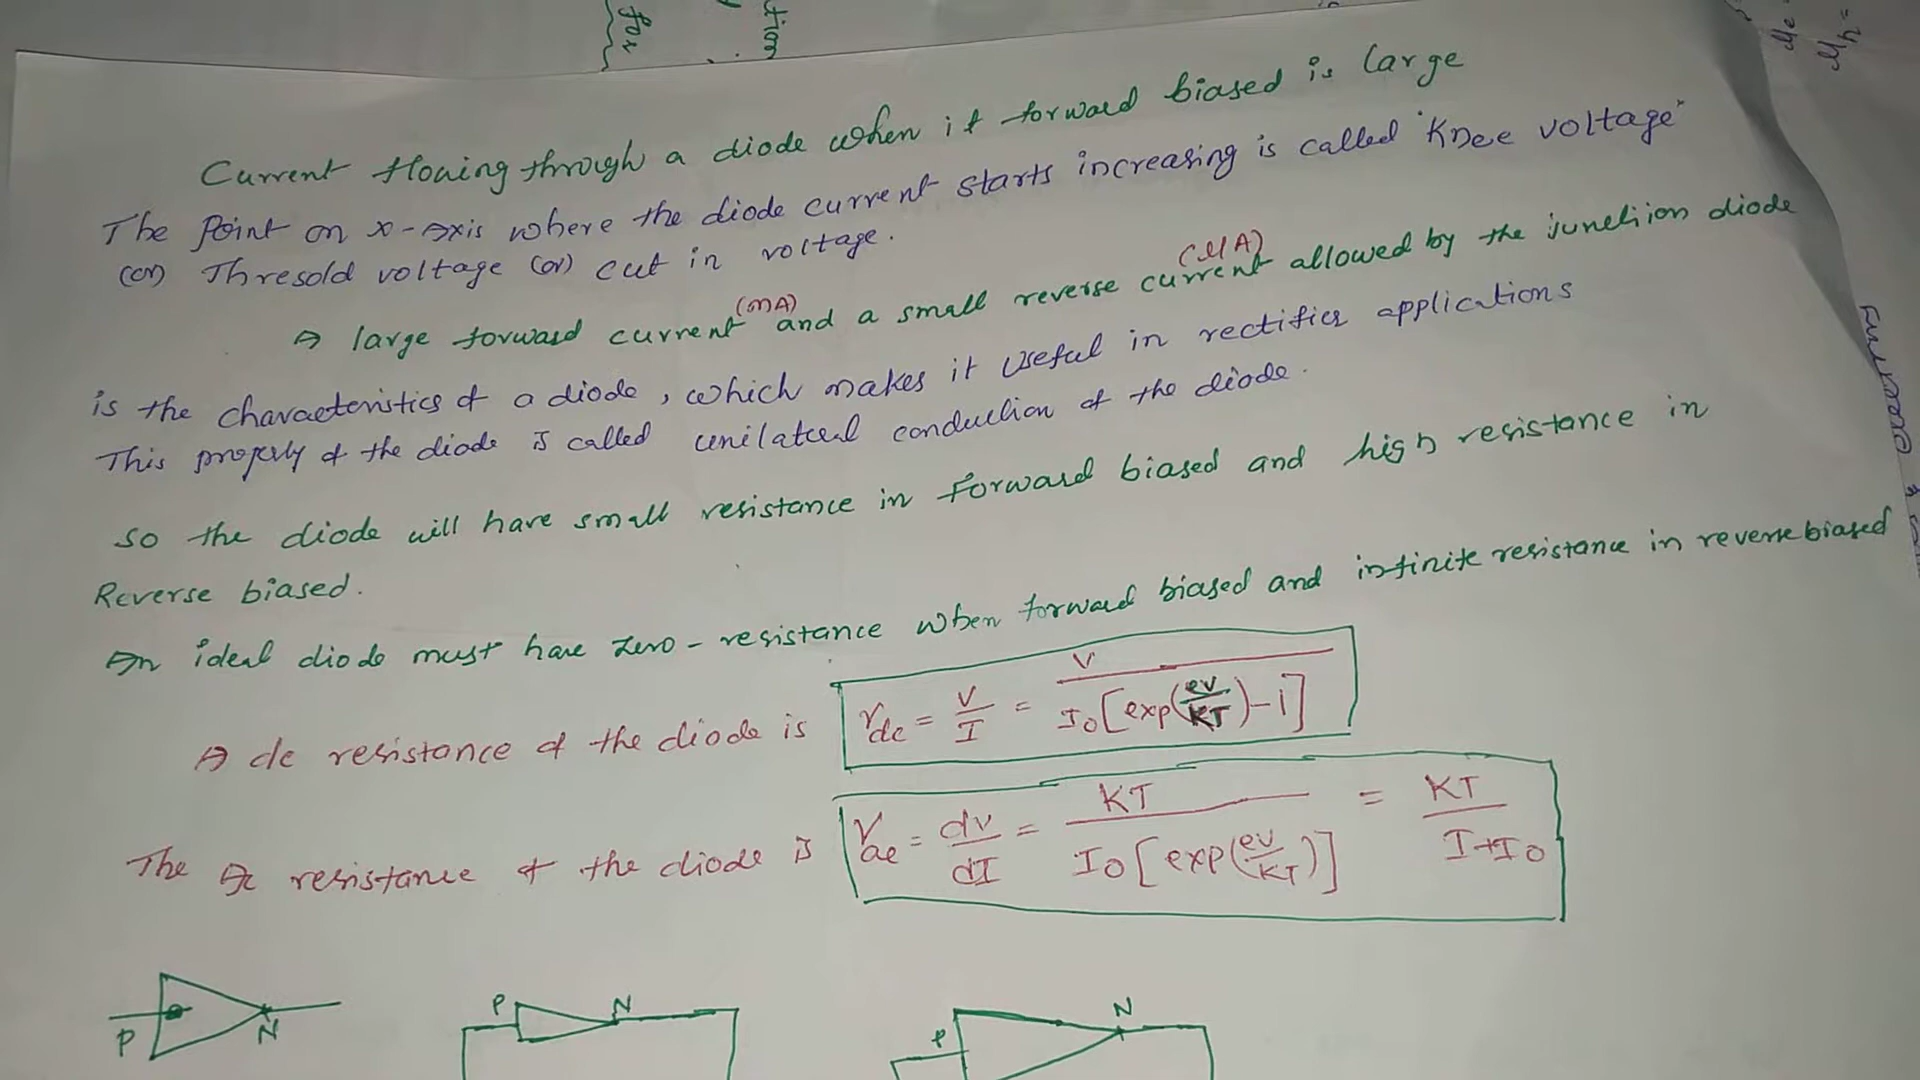 for
tion
Me
Mh =
Current flowing through a diode when it forward biased is large
The Point on x-axis where the diode current starts increasing is called "Knee voltage"
(or) Thresold voltage (or) cut in voltage.
(mA)
(μA)
→ large forward current and a small reverse current allowed by the junction diode
is the characteristics of a diode, which makes it useful in rectifier applications
This property of the diode is called unilateral conduction of the diode.
So the diode will have small resistance in forward biased and high resistance in
Reverse biased.
An ideal diode must have zero-resistance when forward biased and infinite resistance in reverse biased
→ dc resistance of the diode is r_dc = V/I = V / I0[exp(eV/KT)-1]
The Ac resistance of the diode is r_ac = dv/dI = KT / I0[exp(eV/KT)] = KT / I+I0
P N
P N
P N